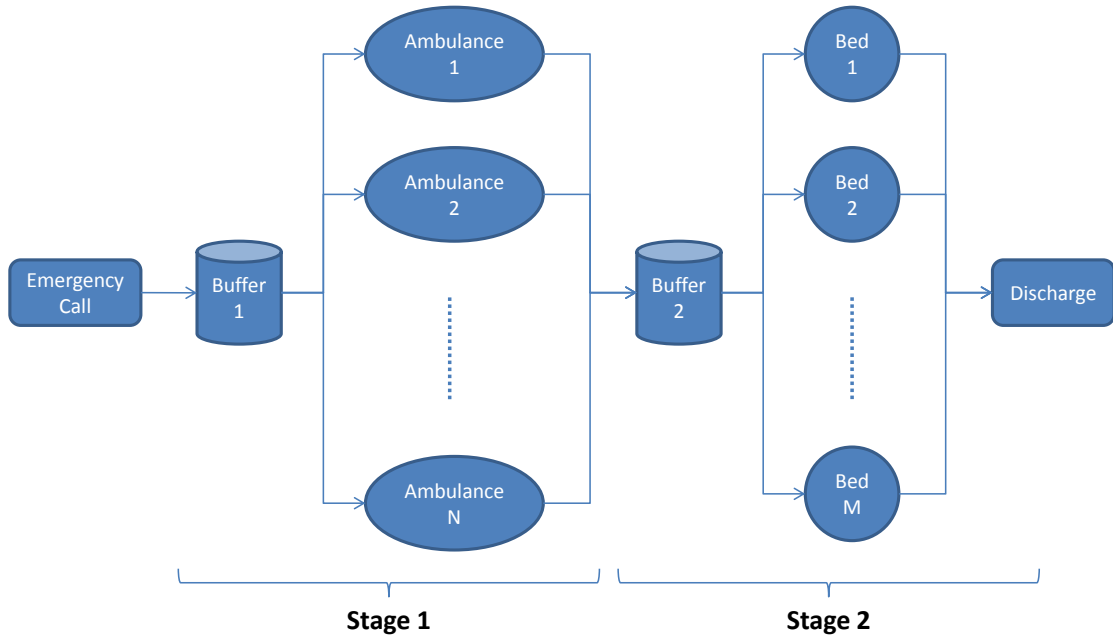 Emergency
Call
Buffer
1
Ambulance
1
Ambulance
2
Ambulance
N
Buffer
2
Bed
1
Bed
2
Bed
M
Discharge
Stage 1
Stage 2